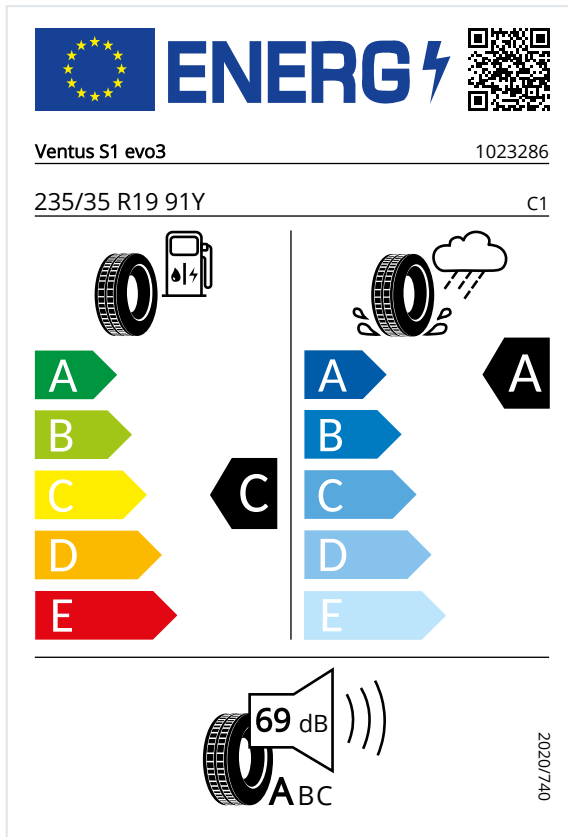 ENERG
Ventus S1 evo3 1023286
235/35 R19 91Y C1
A A A
B B
C C C
D D
E E
69 dB
ABC
2020/740